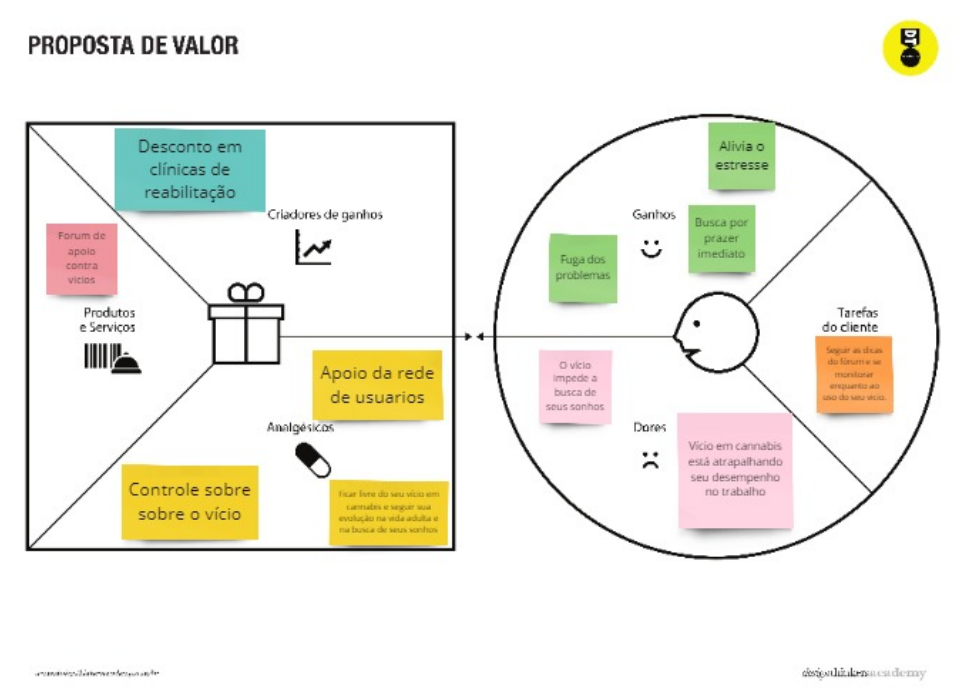 PROPOSTA DE VALOR
Desconto em
clínicas de
reabilitação
Criadores de ganhos
Forum de
apoio
contra
vícios
Produtos
e Serviços
Apoio da rede
de usuarios
Analgésicos
Controle sobre
sobre o vício
ficar livre do seu vício em
cannabis e seguir sua
evolução na vida adulta e
na busca de seus sonhos
Alivia o
estresse
Ganhos
Busca por
prazer
imediato
Fuga dos
problemas
Tarefas
do cliente
Seguir as dicas
do fórum e se
monitorar
enquanto ao
uso do seu vício.
O vício
impede a
busca de
seus sonhos
Dores
Vício em cannabis
está atrapalhando
seu desempenho
no trabalho
academy